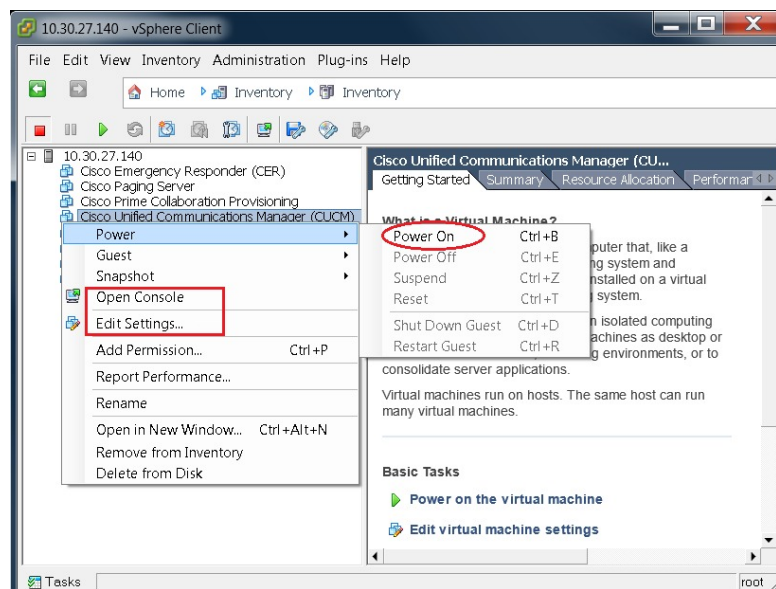 10.30.27.140 - vSphere Client
File Edit View Inventory Administration Plug-ins Help
Home Inventory Inventory
10.30.27.140
Cisco Emergency Responder (CER)
Cisco Paging Server
Cisco Prime Collaboration Provisioning
Cisco Unified Communications Manager (CUCM)
Power
Guest
Snapshot
Open Console
Edit Settings...
Add Permission... Ctrl+P
Report Performance...
Rename
Open in New Window... Ctrl+Alt+N
Remove from Inventory
Delete from Disk
Power On Ctrl+B
Power Off Ctrl+E
Suspend Ctrl+Z
Reset Ctrl+T
Shut Down Guest Ctrl+D
Restart Guest Ctrl+R
Cisco Unified Communications Manager (CU...
Getting Started Summary Resource Allocation Performan
What is a Virtual Machine?
puter that, like a
ng system and
nstalled on a virtual
system.
n isolated computing
achines as desktop or
g environments, or to
consolidate server applications.
Virtual machines run on hosts. The same host can run
many virtual machines.
Basic Tasks
Power on the virtual machine
Edit virtual machine settings
Tasks
root